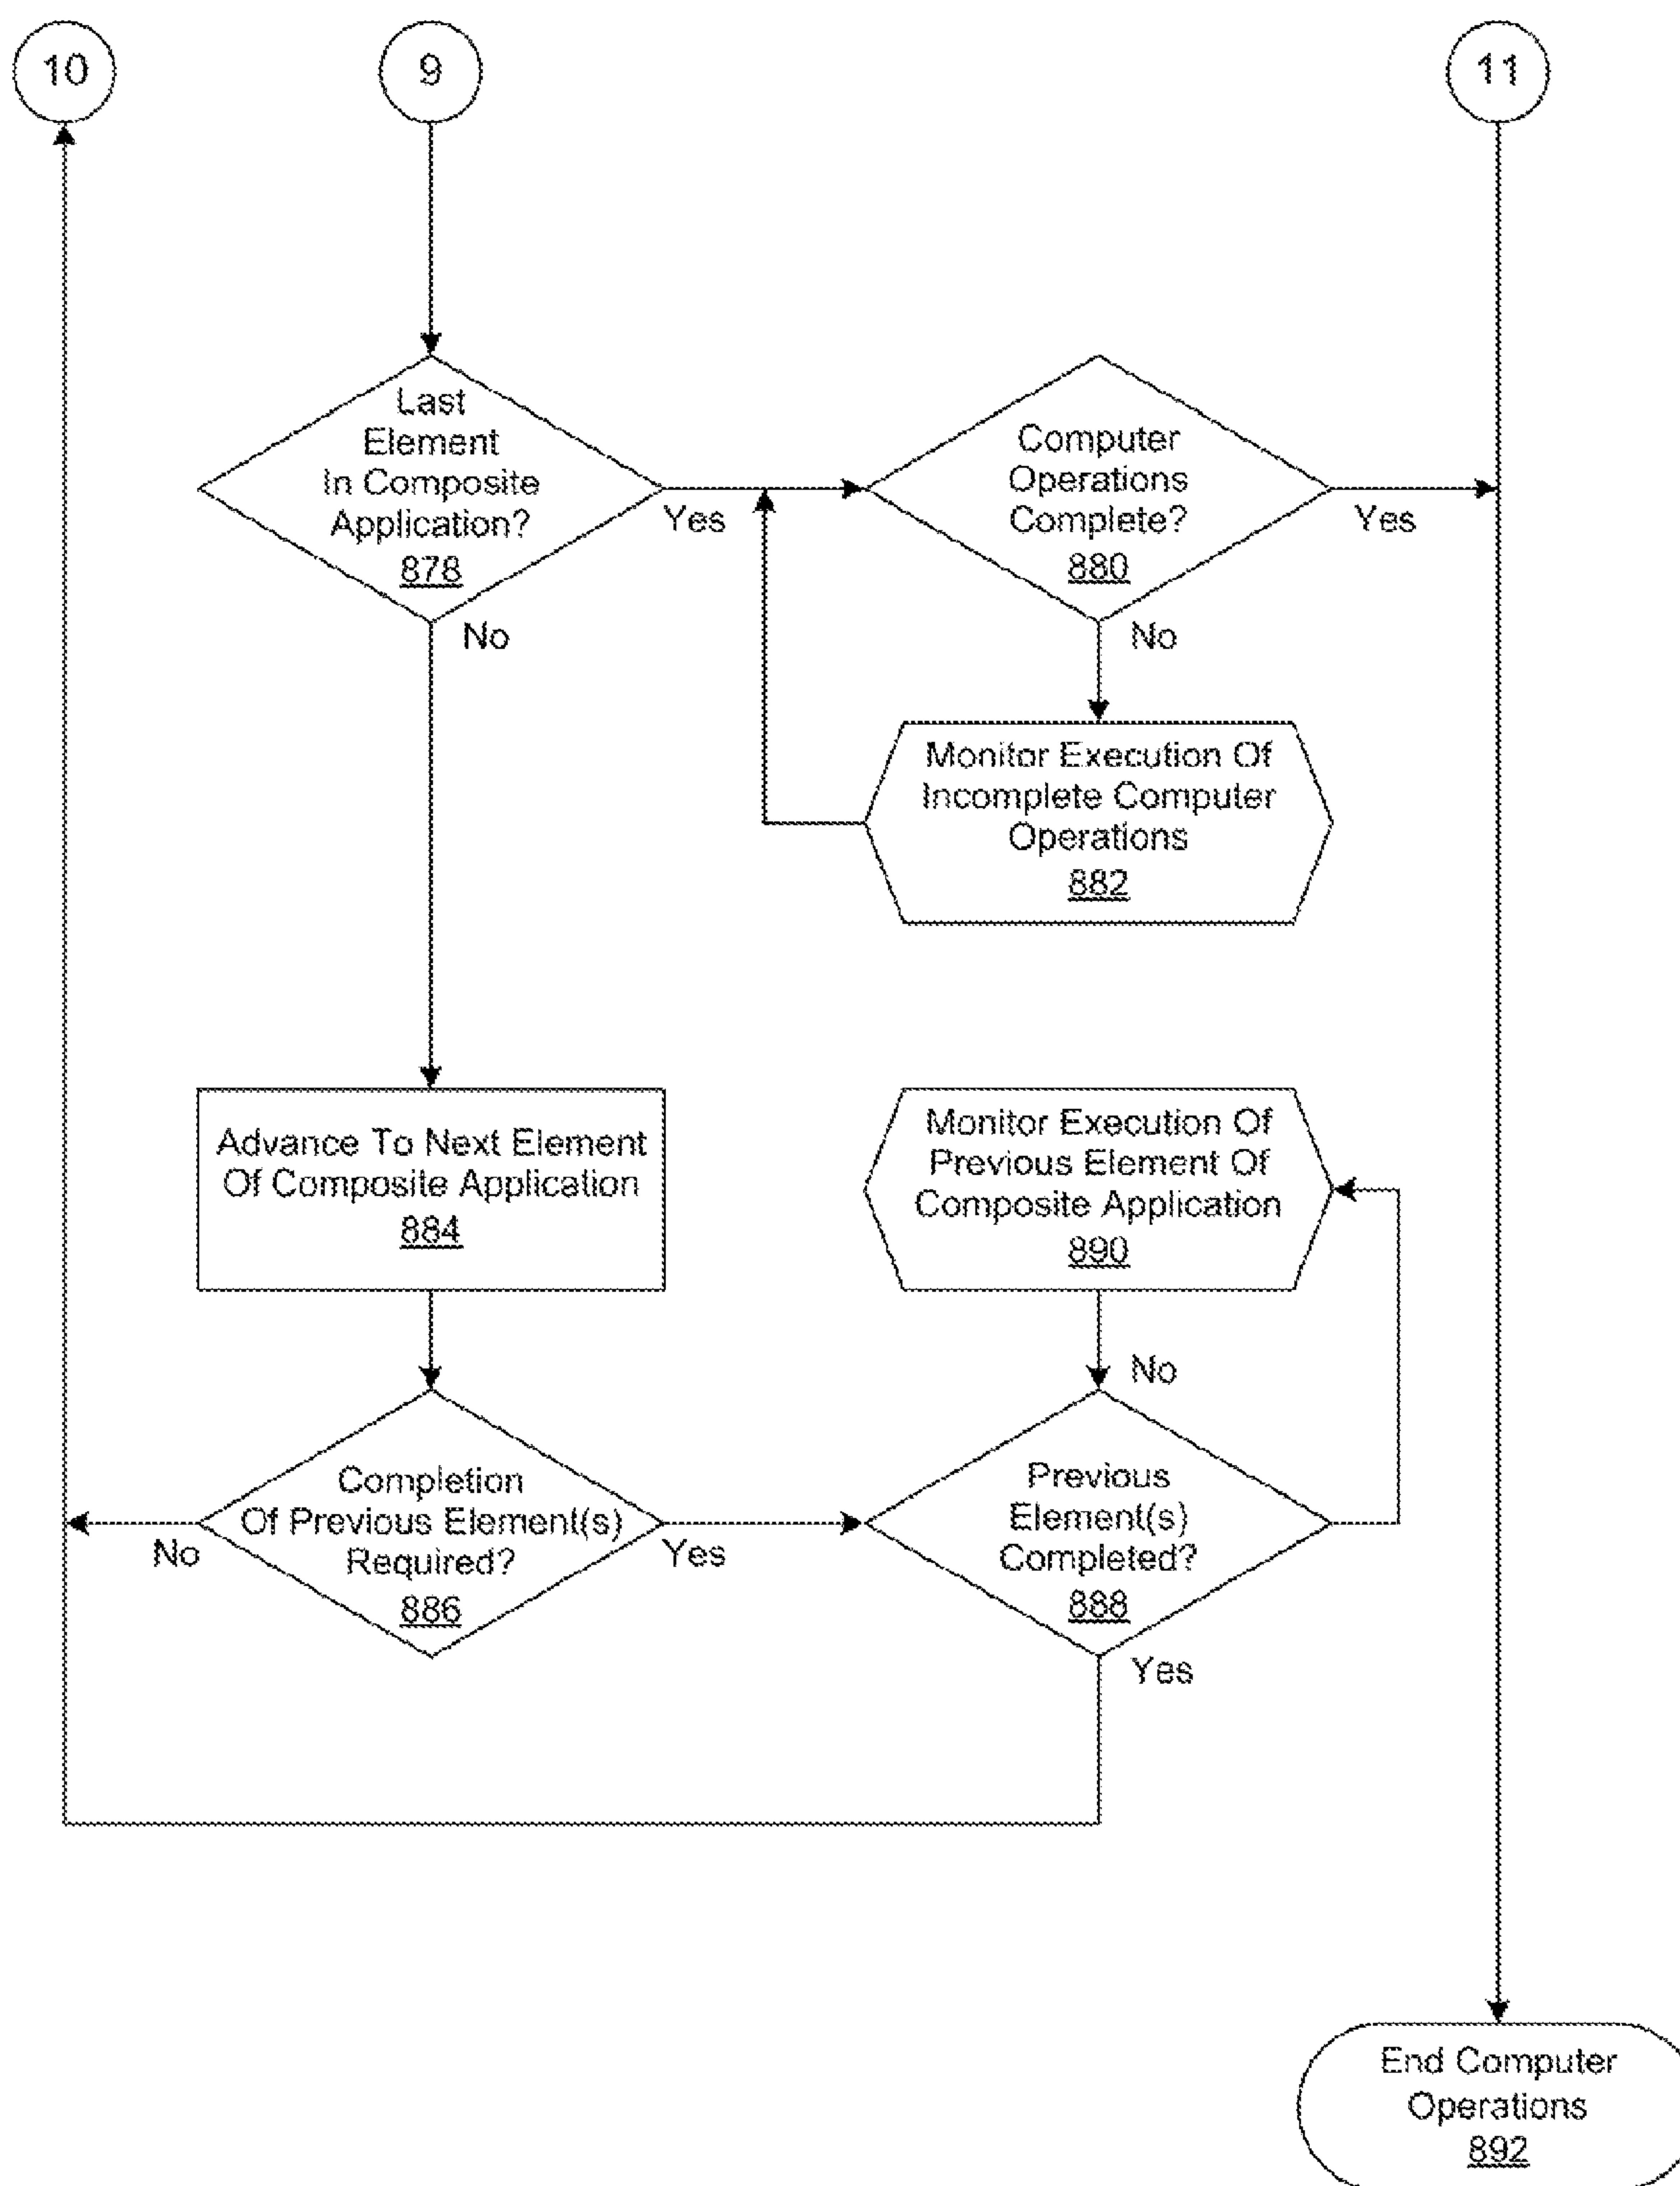 10
9
11
Last
Element
In Composite
Application?
878
Yes
No
Computer
Operations
Complete?
880
Yes
No
Monitor Execution Of
Incomplete Computer
Operations
882
Advance To Next Element
Of Composite Application
884
Monitor Execution Of
Previous Element Of
Composite Application
890
No
Completion
Of Previous Element(s)
Required?
886
No
Yes
Previous
Element(s)
Completed?
888
Yes
End Computer
Operations
892